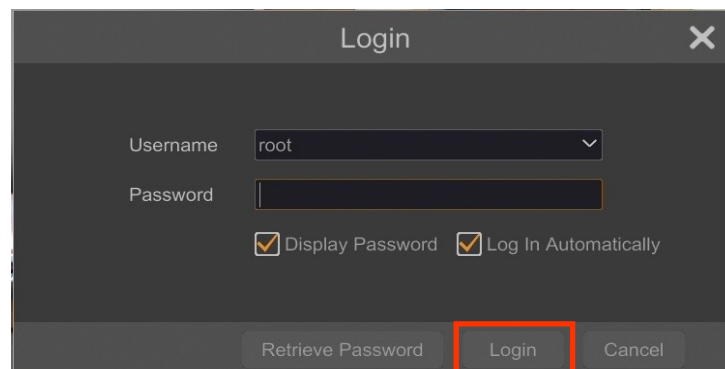 Login
Username root
Password
Display Password Log In Automatically
Retrieve Password Login Cancel